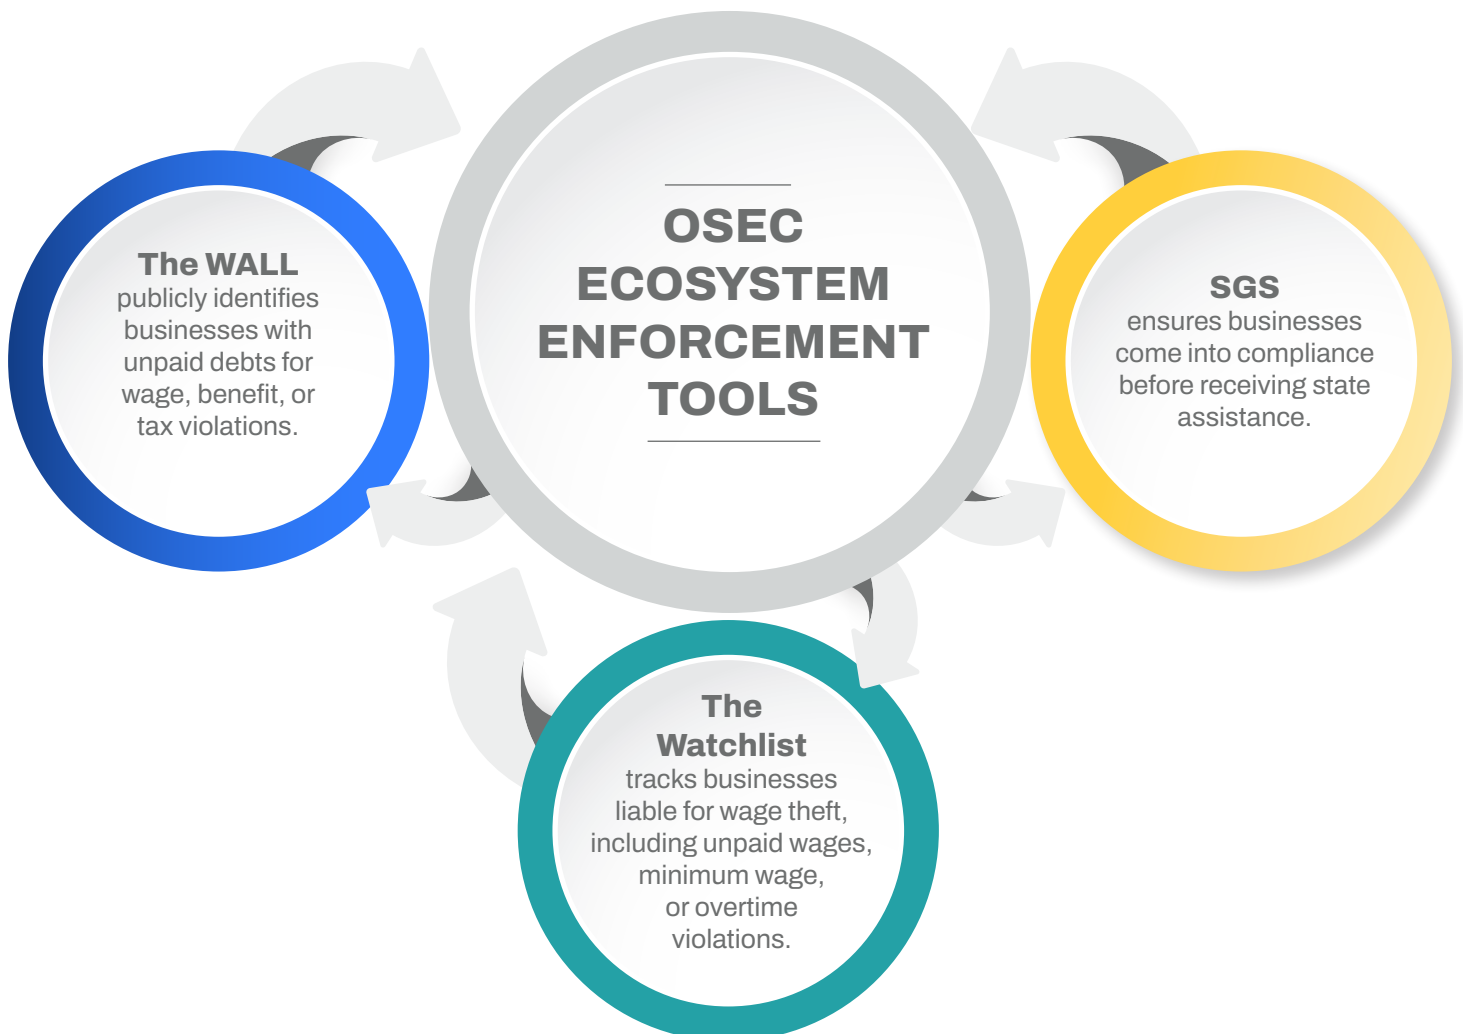 OSEC
ECOSYSTEM
ENFORCEMENT
TOOLS
The WALL
publicly identifies
businesses with
unpaid debts for
wage, benefit, or
tax violations.
SGS
ensures businesses
come into compliance
before receiving state
assistance.
The
Watchlist
tracks businesses
liable for wage theft,
including unpaid wages,
minimum wage,
or overtime
violations.